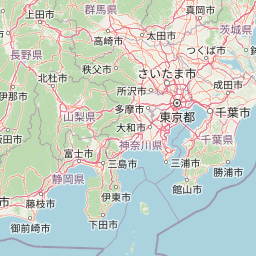 群馬県
真岡市
上田市
高崎市
太田市
茨城県
長野県
つくば市
北杜市
秩父市
さいたま市
伊那市
所沢市
成田市
山梨県
多摩市
東京都
千葉市
飯田市
大和市
富士市
神奈川県
千葉県
三島市
三浦市
勝浦市
静岡県
伊東市
館山市
藤枝市
下田市
御前崎市